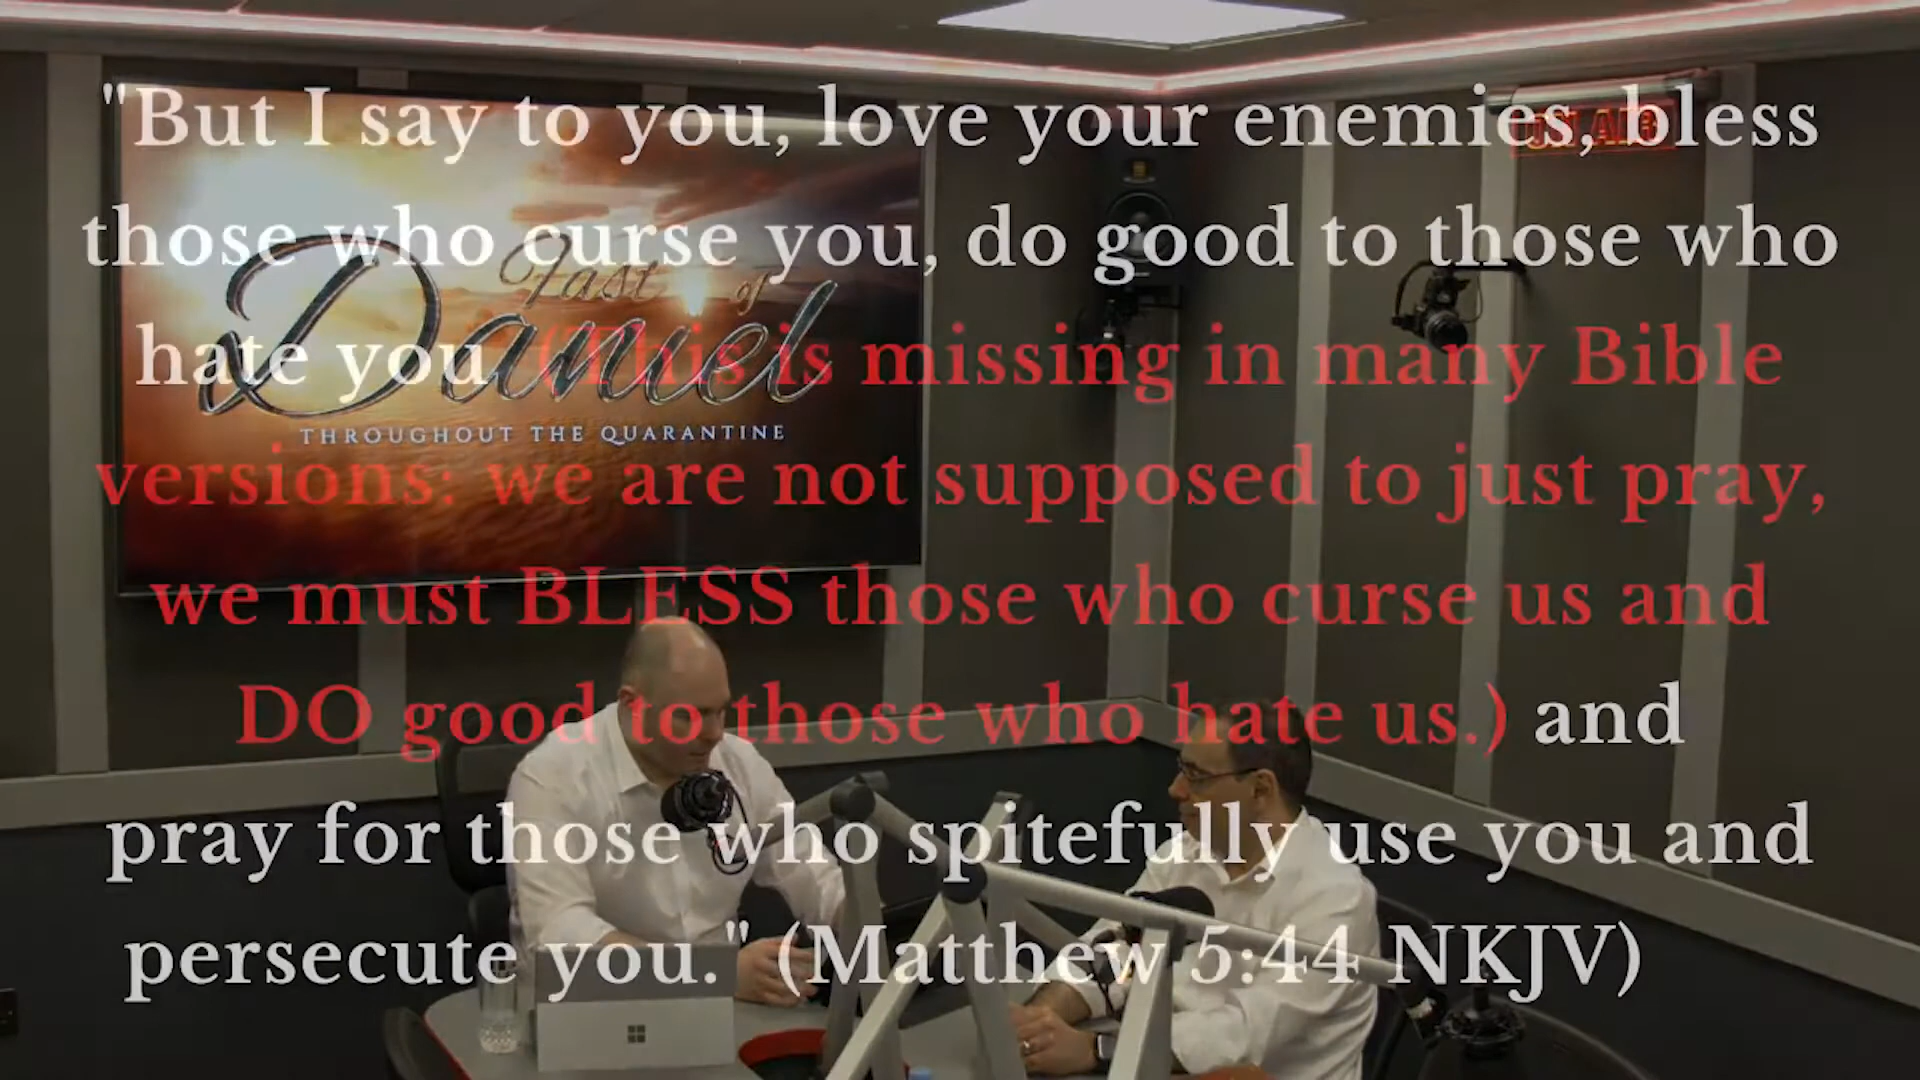 "But I say to you, love your enemies, bless
those who curse you, do good to those who
hate you (This is missing in many Bible
versions: we are not supposed to just pray,
we must BLESS those who curse us and
DO good to those who hate us.) and
pray for those who spitefully use you and
persecute you." (Matthew 5:44 NKJV)
ON AIR
Fast of
Daniel
THROUGHOUT THE QUARANTINE